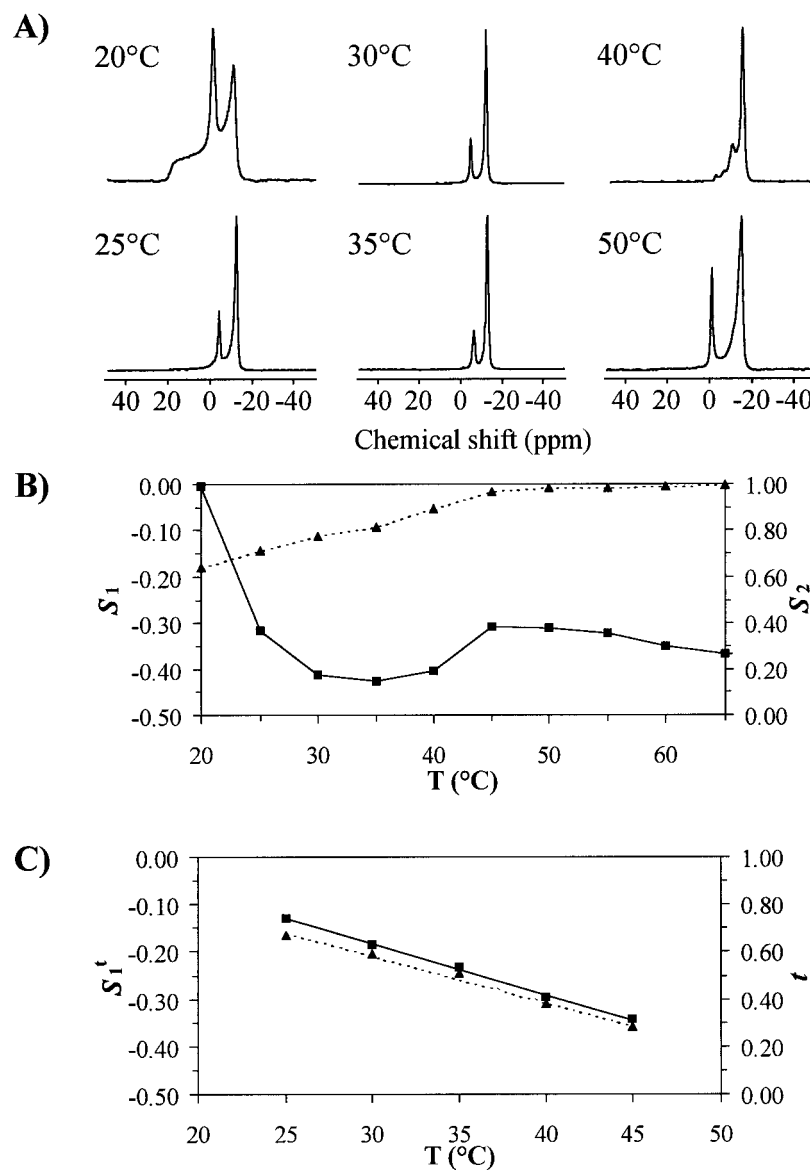 A)
20°C 30°C 40°C
25°C 35°C 50°C
40 20 0 -20 -40 40 20 0 -20 -40 40 20 0 -20 -40
Chemical shift (ppm)
B)
0.00 1.00
-0.10 0.80
-0.20 0.60
-0.30 0.40
-0.40 0.20
-0.50 0.00
S1 S2
20 30 40 50 60
T (°C)
C)
0.00 1.00
-0.10 0.80
-0.20 0.60
-0.30 0.40
-0.40 0.20
-0.50 0.00
S1t t
20 25 30 35 40 45 50
T (°C)